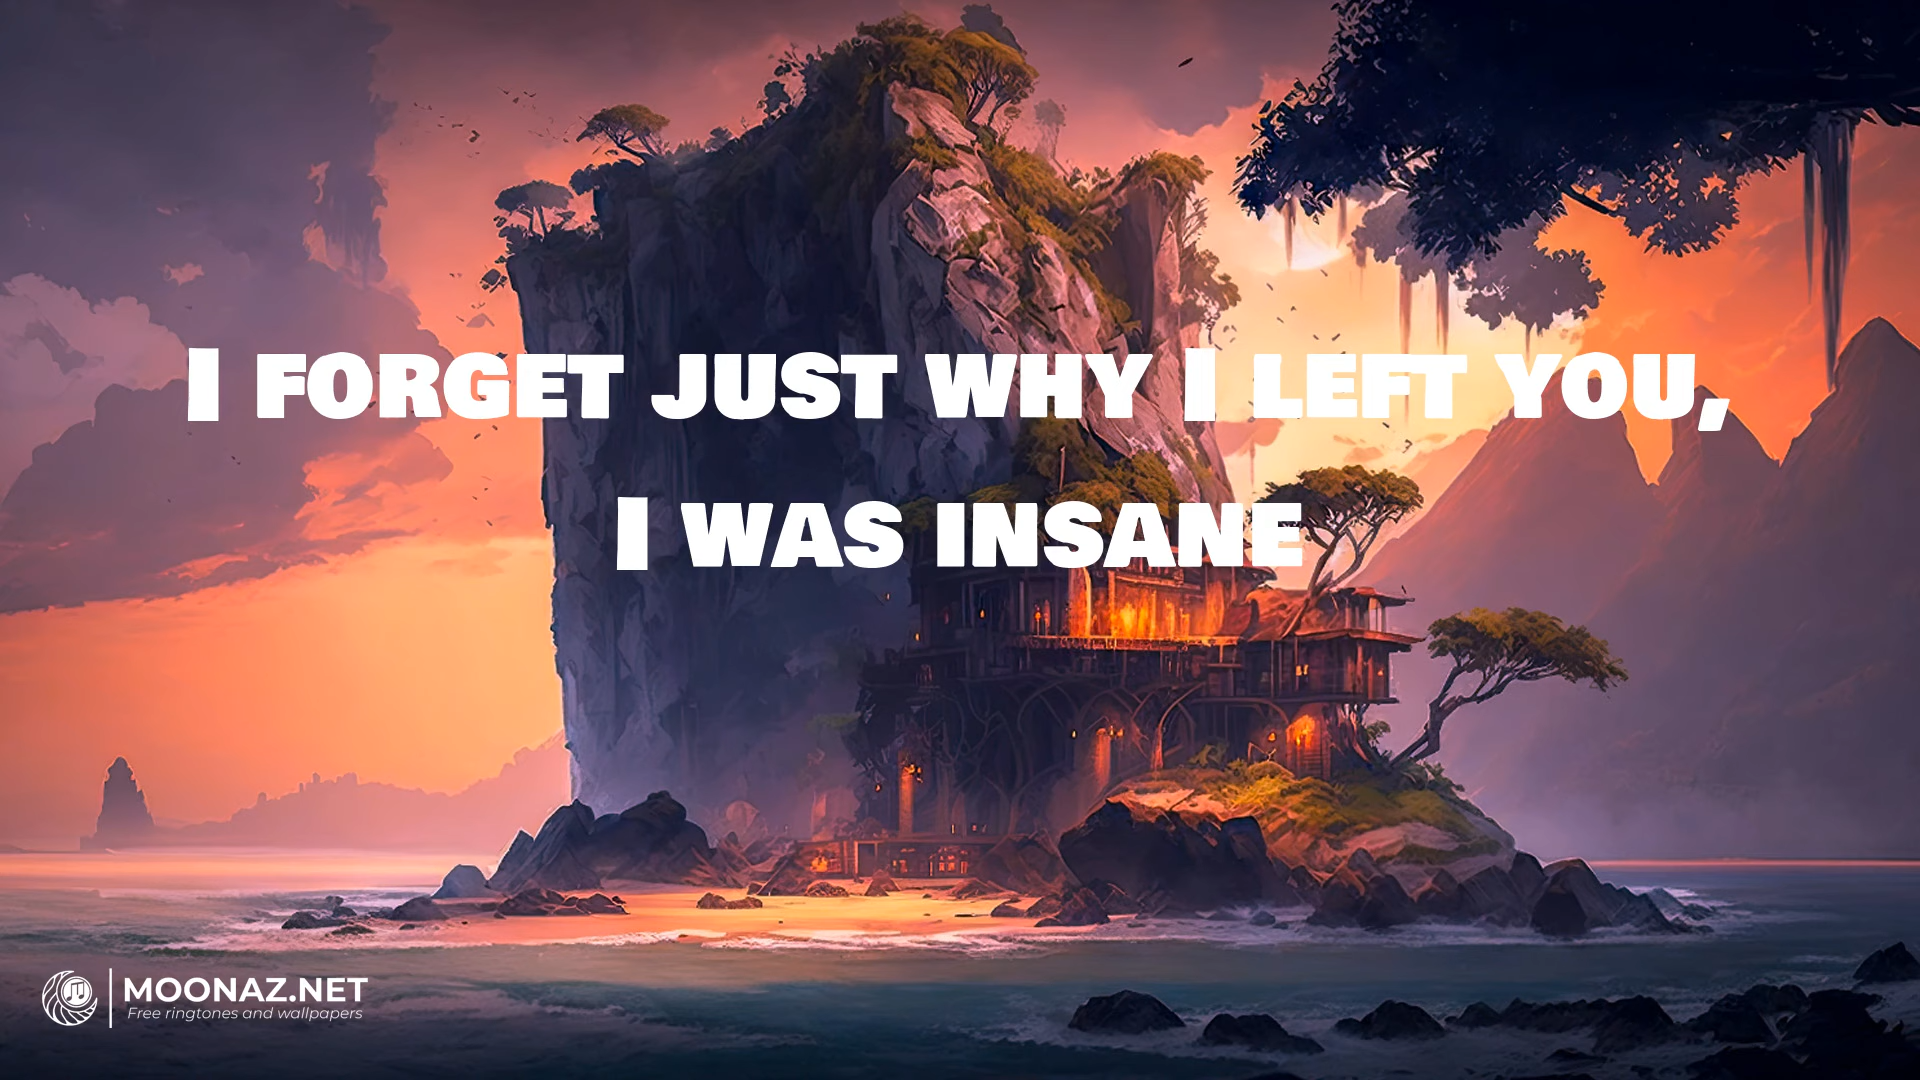 I FORGET JUST WHY I LEFT YOU,
I WAS INSANE
MOONAZ.NET
Free ringtones and wallpapers